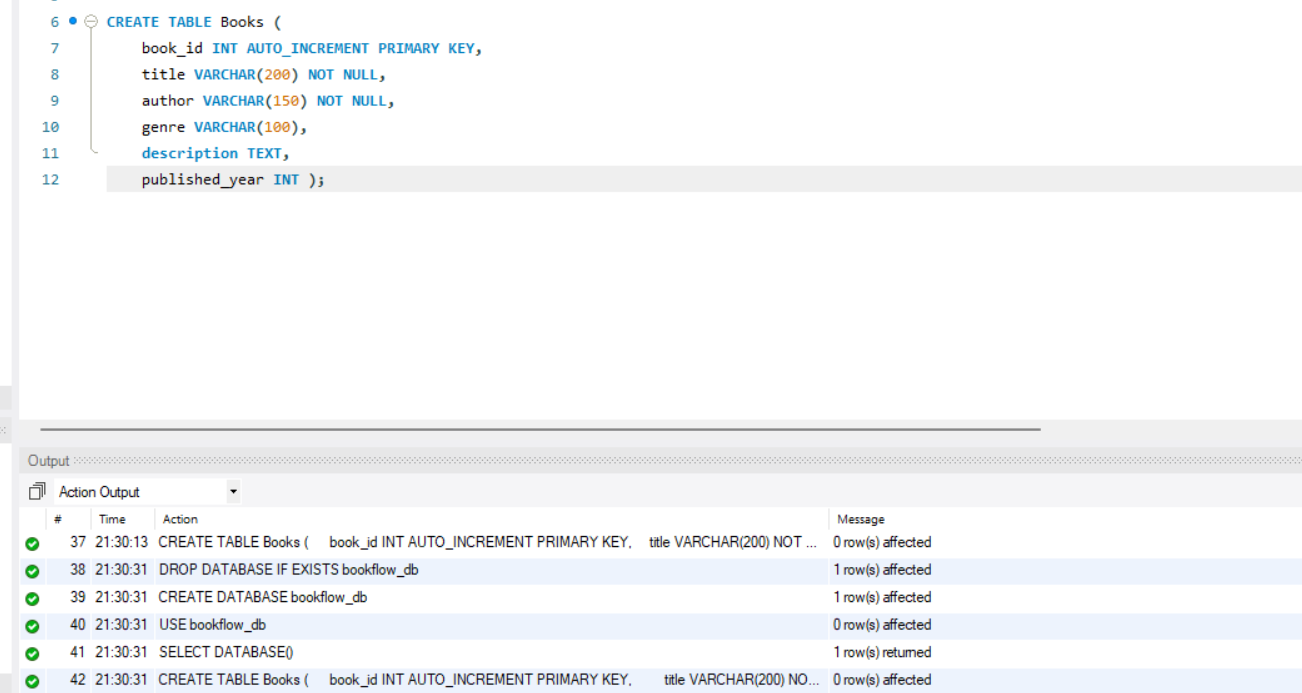 6 CREATE TABLE Books (
7 book_id INT AUTO_INCREMENT PRIMARY KEY,
8 title VARCHAR(200) NOT NULL,
9 author VARCHAR(150) NOT NULL,
10 genre VARCHAR(100),
11 description TEXT,
12 published_year INT );
Output
Action Output
# Time Action Message
37 21:30:13 CREATE TABLE Books ( book_id INT AUTO_INCREMENT PRIMARY KEY, title VARCHAR(200) NOT ... 0 row(s) affected
38 21:30:31 DROP DATABASE IF EXISTS bookflow_db 1 row(s) affected
39 21:30:31 CREATE DATABASE bookflow_db 1 row(s) affected
40 21:30:31 USE bookflow_db 0 row(s) affected
41 21:30:31 SELECT DATABASE() 1 row(s) returned
42 21:30:31 CREATE TABLE Books ( book_id INT AUTO_INCREMENT PRIMARY KEY, title VARCHAR(200) NO... 0 row(s) affected